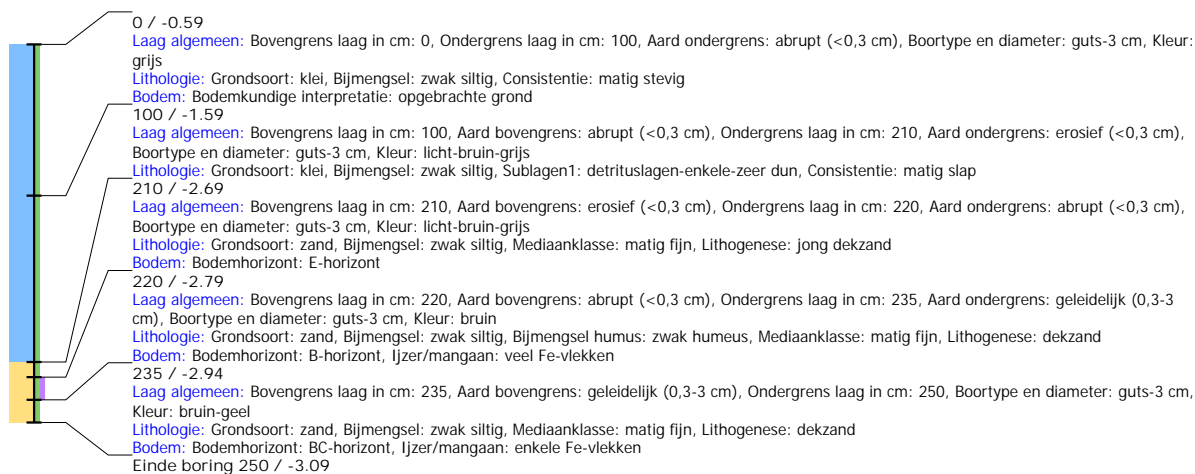 0 / -0.59
Laag algemeen: Bovengrens laag in cm: 0, Ondergrens laag in cm: 100, Aard ondergrens: abrupt (<0,3 cm), Boortype en diameter: guts-3 cm, Kleur:
grijs
Lithologie: Grondsoort: klei, Bijmengsel: zwak siltig, Consistentie: matig stevig
Bodem: Bodemkundige interpretatie: opgebrachte grond
100 / -1.59
Laag algemeen: Bovengrens laag in cm: 100, Aard bovengrens: abrupt (<0,3 cm), Ondergrens laag in cm: 210, Aard ondergrens: erosief (<0,3 cm),
Boortype en diameter: guts-3 cm, Kleur: licht-bruin-grijs
Lithologie: Grondsoort: klei, Bijmengsel: zwak siltig, Sublagen1: detrituslagen-enkele-zeer dun, Consistentie: matig slap
210 / -2.69
Laag algemeen: Bovengrens laag in cm: 210, Aard bovengrens: erosief (<0,3 cm), Ondergrens laag in cm: 220, Aard ondergrens: abrupt (<0,3 cm),
Boortype en diameter: guts-3 cm, Kleur: licht-bruin-grijs
Lithologie: Grondsoort: zand, Bijmengsel: zwak siltig, Mediaanklasse: matig fijn, Lithogenese: jong dekzand
Bodem: Bodemhorizont: E-horizont
220 / -2.79
Laag algemeen: Bovengrens laag in cm: 220, Aard bovengrens: abrupt (<0,3 cm), Ondergrens laag in cm: 235, Aard ondergrens: geleidelijk (0,3-3
cm), Boortype en diameter: guts-3 cm, Kleur: bruin
Lithologie: Grondsoort: zand, Bijmengsel: zwak siltig, Bijmengsel humus: zwak humeus, Mediaanklasse: matig fijn, Lithogenese: dekzand
Bodem: Bodemhorizont: B-horizont, Ijzer/mangaan: veel Fe-vlekken
235 / -2.94
Laag algemeen: Bovengrens laag in cm: 235, Aard bovengrens: geleidelijk (0,3-3 cm), Ondergrens laag in cm: 250, Boortype en diameter: guts-3 cm,
Kleur: bruin-geel
Lithologie: Grondsoort: zand, Bijmengsel: zwak siltig, Mediaanklasse: matig fijn, Lithogenese: dekzand
Bodem: Bodemhorizont: BC-horizont, Ijzer/mangaan: enkele Fe-vlekken
Einde boring 250 / -3.09